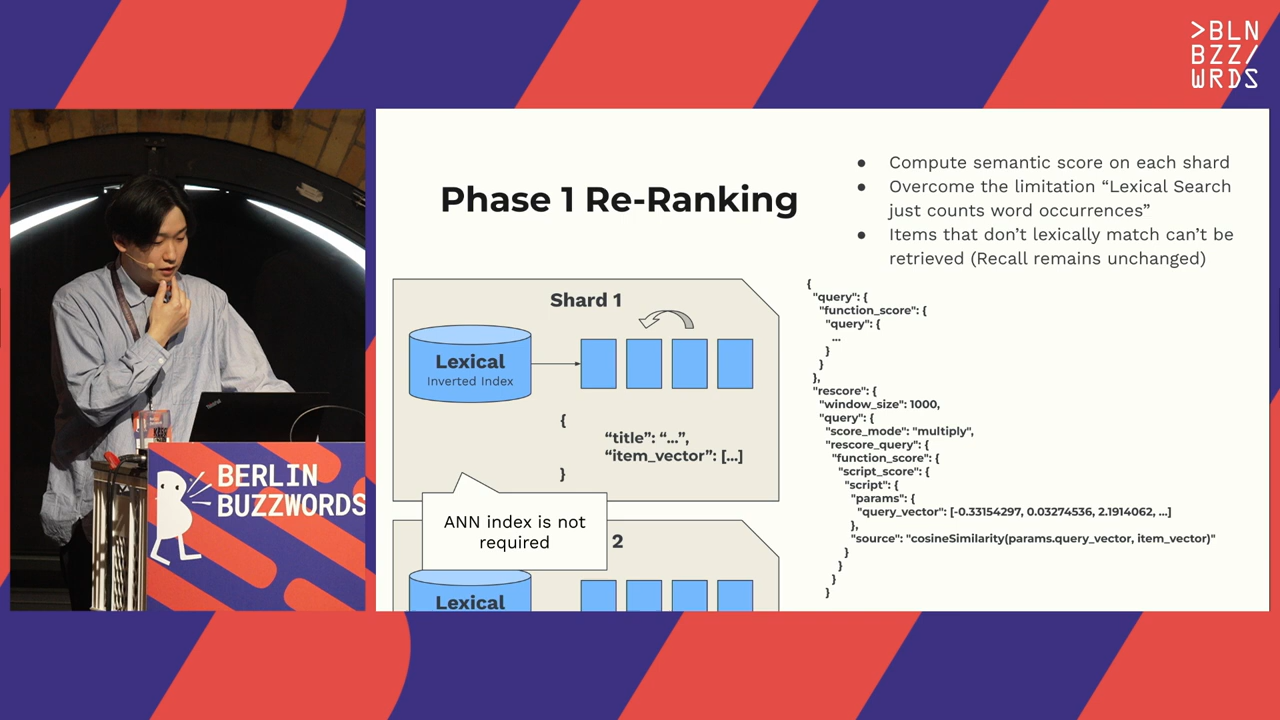 >BLN
BZZ/
WRDS
Phase 1 Re-Ranking
● Compute semantic score on each shard
● Overcome the limitation “Lexical Search
just counts word occurrences”
● Items that don’t lexically match can’t be
retrieved (Recall remains unchanged)
Shard 1
Lexical
Inverted Index
{
“title”: “...”,
“item_vector”: [...]
}
ANN index is not
required
2
Lexical
{
"query": {
"function_score": {
"query": {
...
}
}
},
"rescore": {
"window_size": 1000,
"query": {
"score_mode": "multiply",
"rescore_query": {
"function_score": {
"script_score": {
"script": {
"params": {
"query_vector": [-0.33154297, 0.03274536, 2.1914062, ...]
},
"source": "cosineSimilarity(params.query_vector, item_vector)"
}
}
}
}
BERLIN
BUZZWORDS